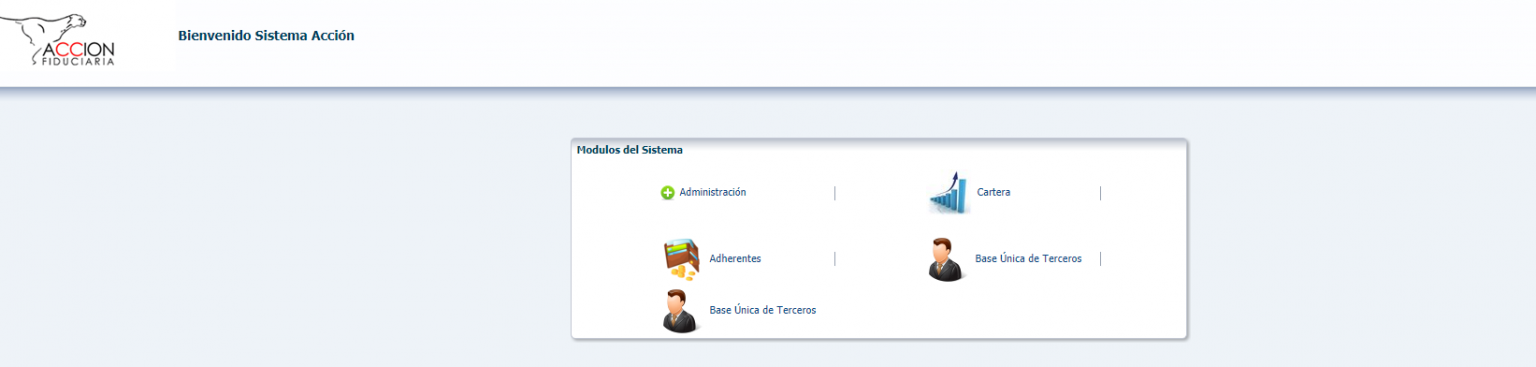 ACCION
FIDUCIARIA
Bienvenido Sistema Acción
Modulos del Sistema
Administración
Cartera
Adherentes
Base Única de Terceros
Base Única de Terceros